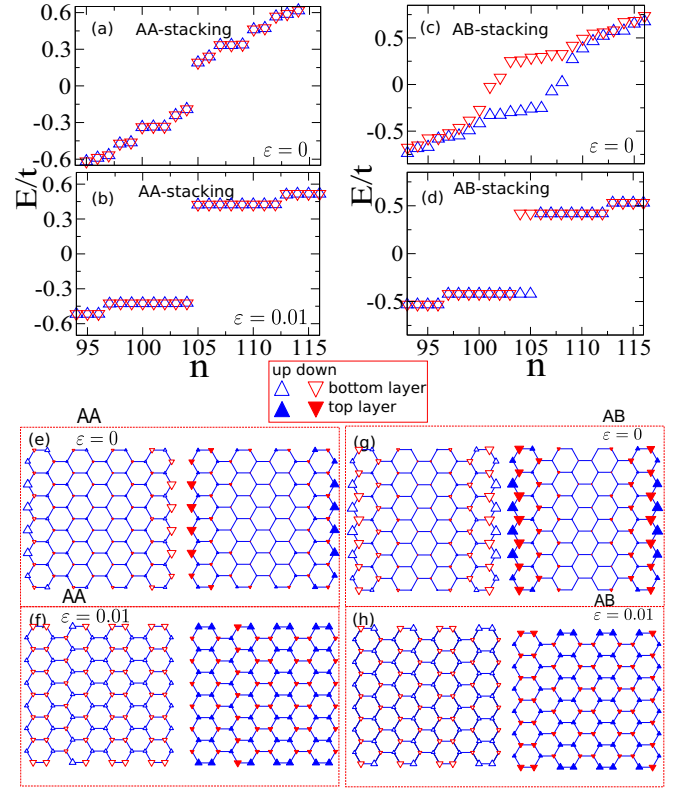 (a) AA-stacking
0.6
0.3
0
-0.3
-0.6
ε=0
(c) AB-stacking
0.5
0
-0.5
ε=0
E/t
(b) AA-stacking
0.6
0.3
0
-0.3
-0.6
ε=0.01
95 100 105 110 115
n
(d) AB-stacking
0.5
0
-0.5
95 100 105 110 115
n
up down
bottom layer
top layer
AA
(e) ε=0
AB
(g) ε=0
AA
(f) ε=0.01
AB
(h) ε=0.01